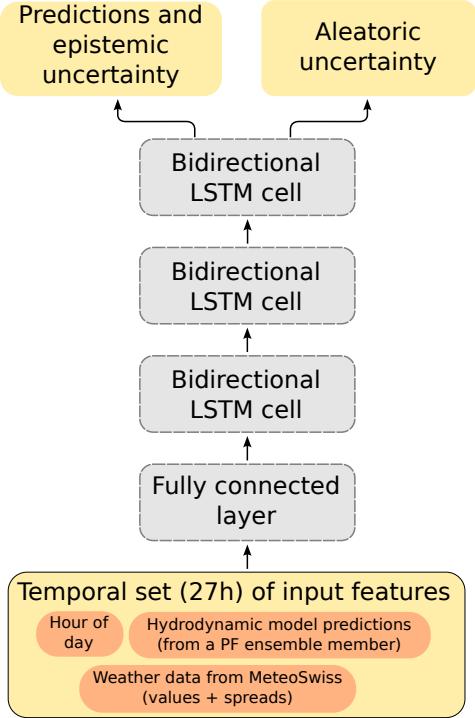 Predictions and
epistemic
uncertainty
Aleatoric
uncertainty
Bidirectional
LSTM cell
Bidirectional
LSTM cell
Bidirectional
LSTM cell
Fully connected
layer
Temporal set (27h) of input features
Hour of
day
Hydrodynamic model predictions
(from a PF ensemble member)
Weather data from MeteoSwiss
(values + spreads)